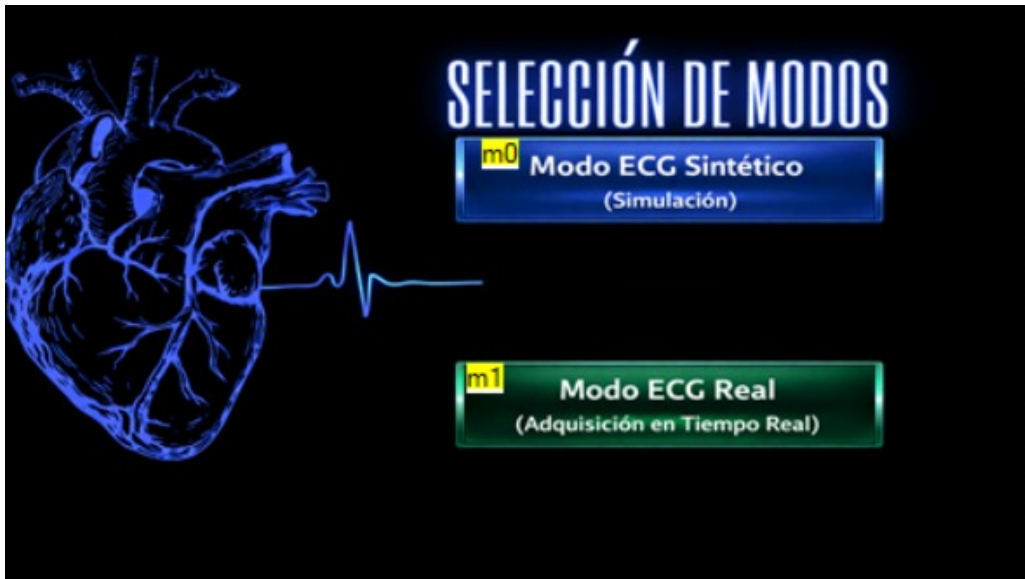 SELECCIÓN DE MODOS
m0
Modo ECG Sintético
(Simulación)
m1
Modo ECG Real
(Adquisición en Tiempo Real)